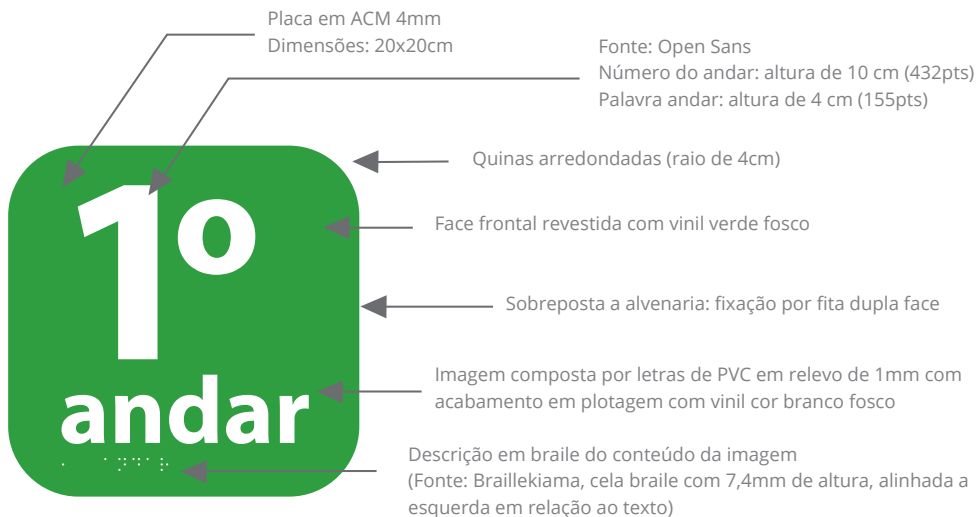 Placa em ACM 4mm
Dimensões: 20x20cm
Fonte: Open Sans
Número do andar: altura de 10 cm (432pts)
Palavra andar: altura de 4 cm (155pts)
Quinas arredondadas (raio de 4cm)
1º
Face frontal revestida com vinil verde fosco
Sobreposta a alvenaria: fixação por fita dupla face
Imagem composta por letras de PVC em relevo de 1mm com
acabamento em plotagem com vinil cor branco fosco
andar
Descrição em braile do conteúdo da imagem
(Fonte: Braillekiama, cela braile com 7,4mm de altura, alinhada a
esquerda em relação ao texto)